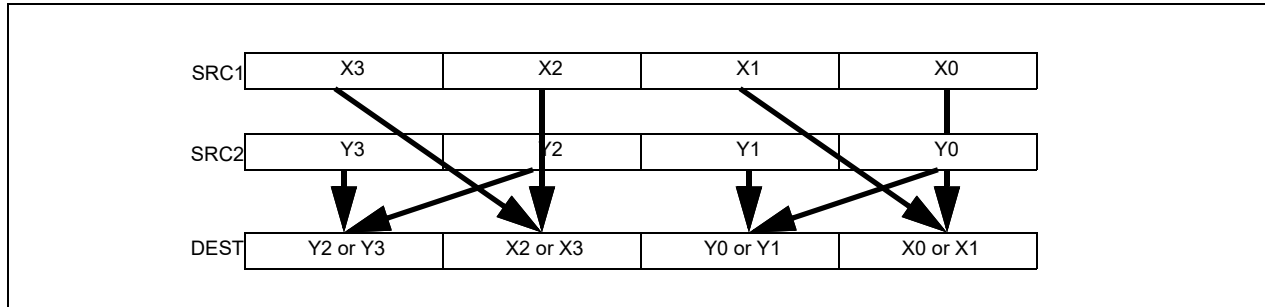 SRC1 X3 X2 X1 X0
SRC2 Y3 Y2 Y1 Y0
DEST Y2 or Y3 X2 or X3 Y0 or Y1 X0 or X1